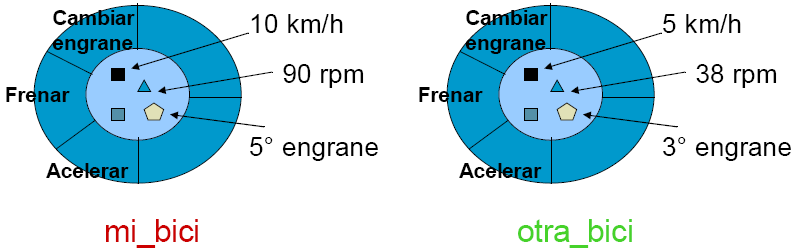 Cambiar
engrane
10 km/h
90 rpm
Frenar
5° engrane
Acelerar
mi_bici
Cambiar
engrane
5 km/h
38 rpm
Frenar
3° engrane
Acelerar
otra_bici